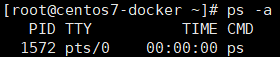 [root@centos7-docker ~]# ps -a
PID TTY TIME CMD
1572 pts/0 00:00:00 ps